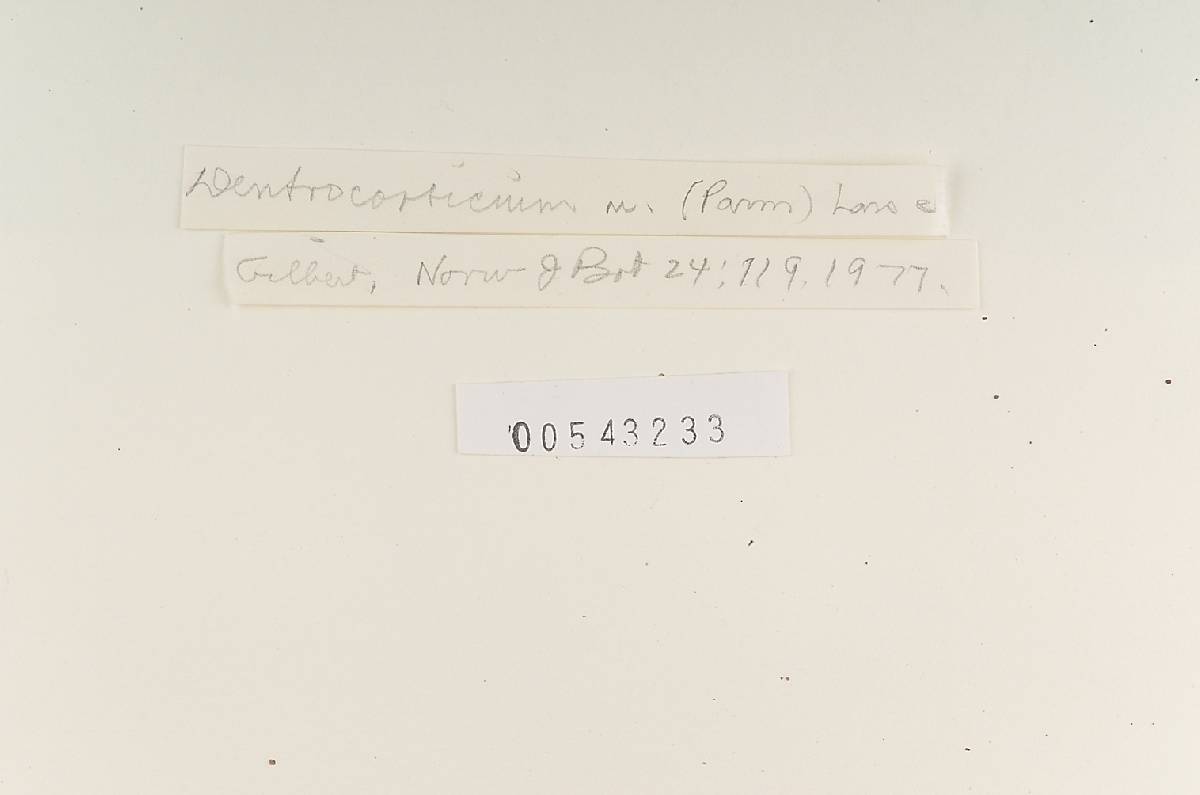 Dentrocorticium n. (Parm) Lars e
Gilbert, Norw J Bot 24: 119, 1977.
00543233